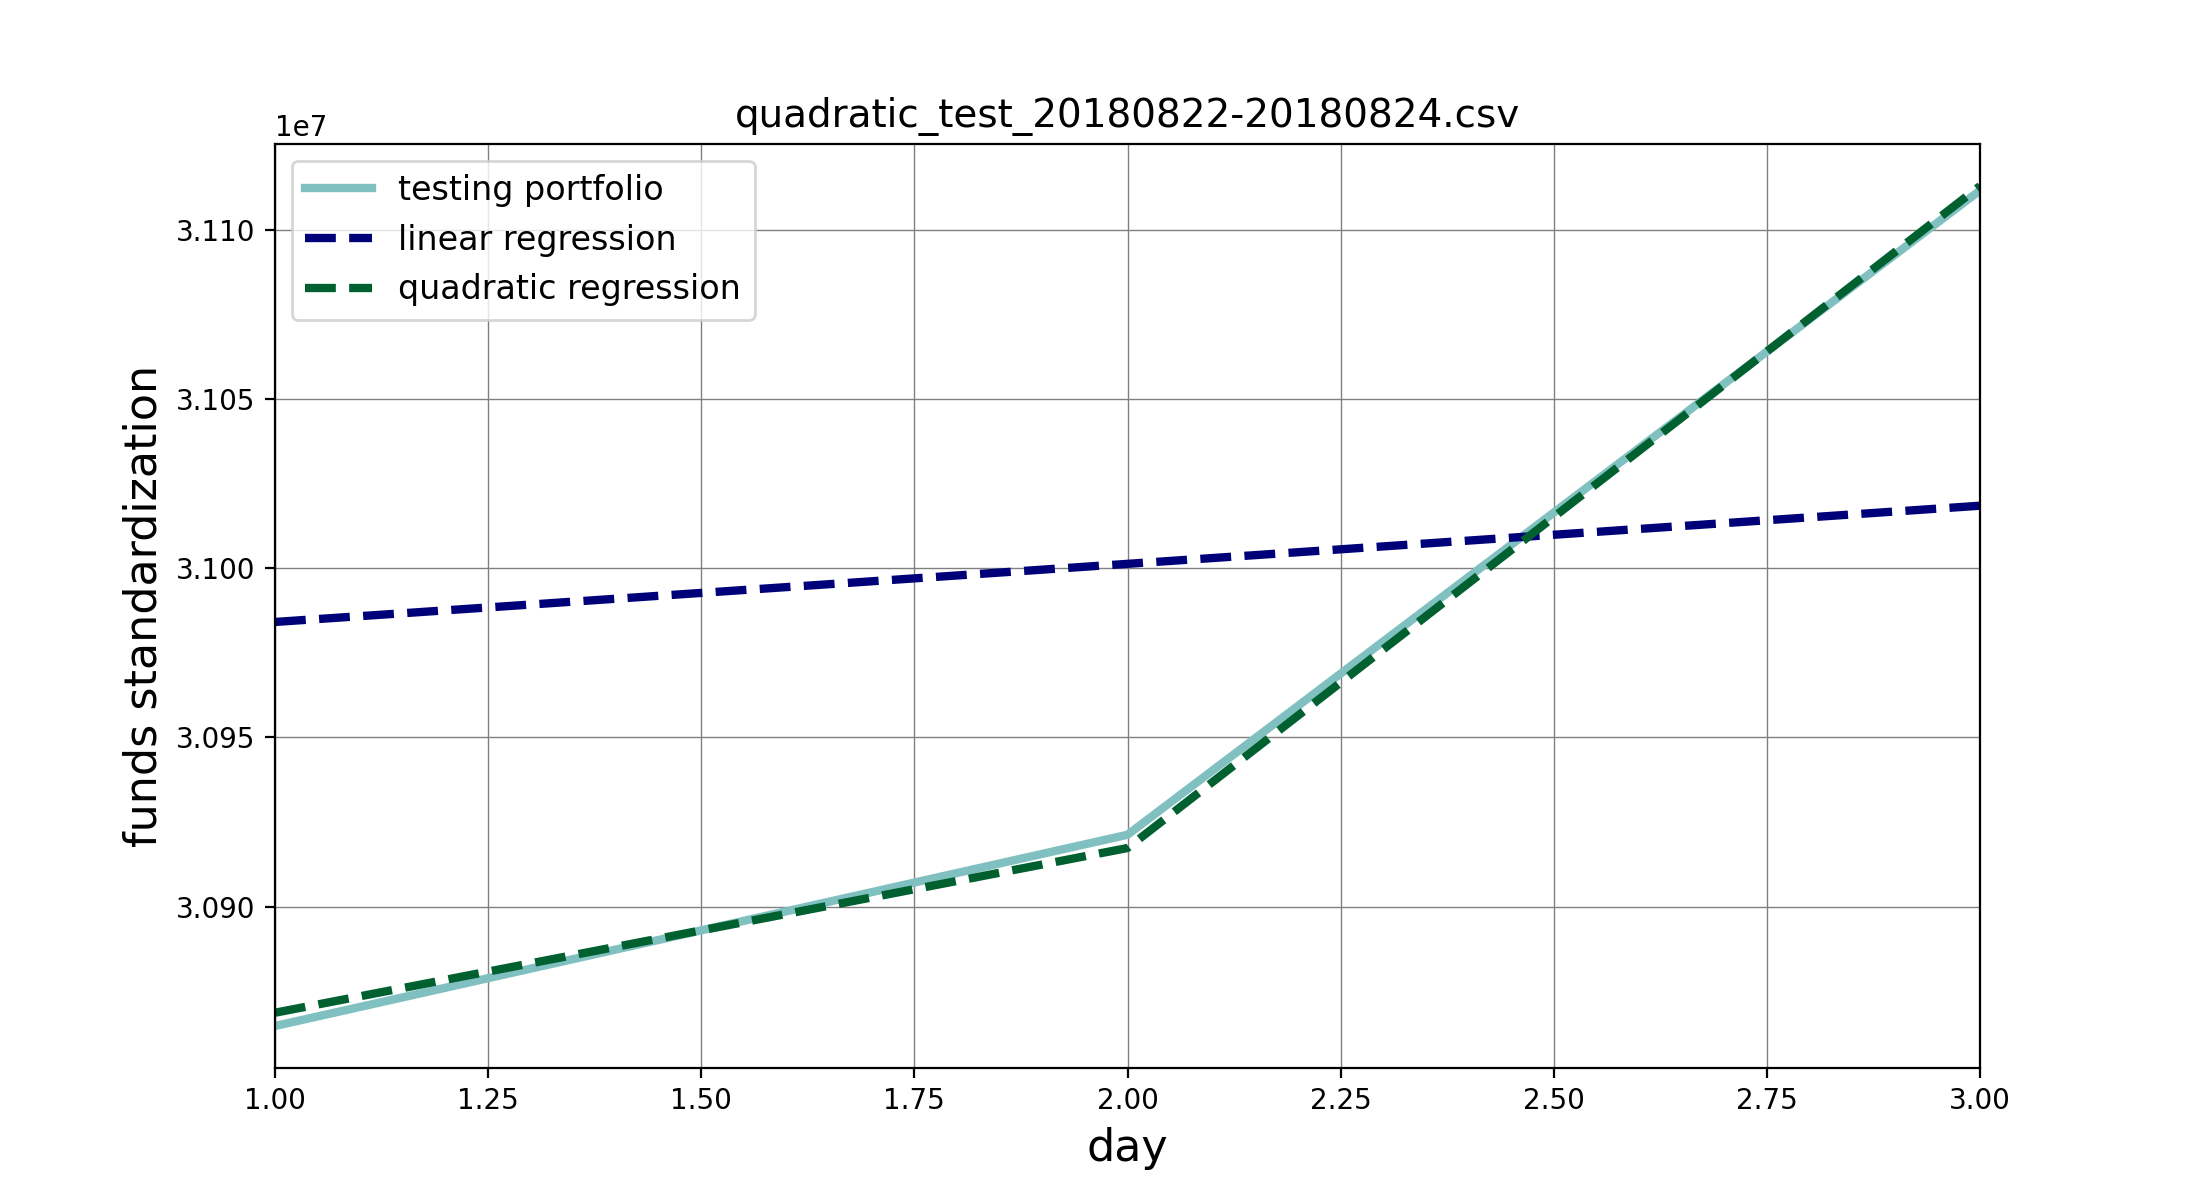 quadratic_test_20180822-20180824.csv
1e7
testing portfolio
linear regression
quadratic regression
3.110
3.105
3.100
3.095
3.090
funds standardization
1.00 1.25 1.50 1.75 2.00 2.25 2.50 2.75 3.00
day